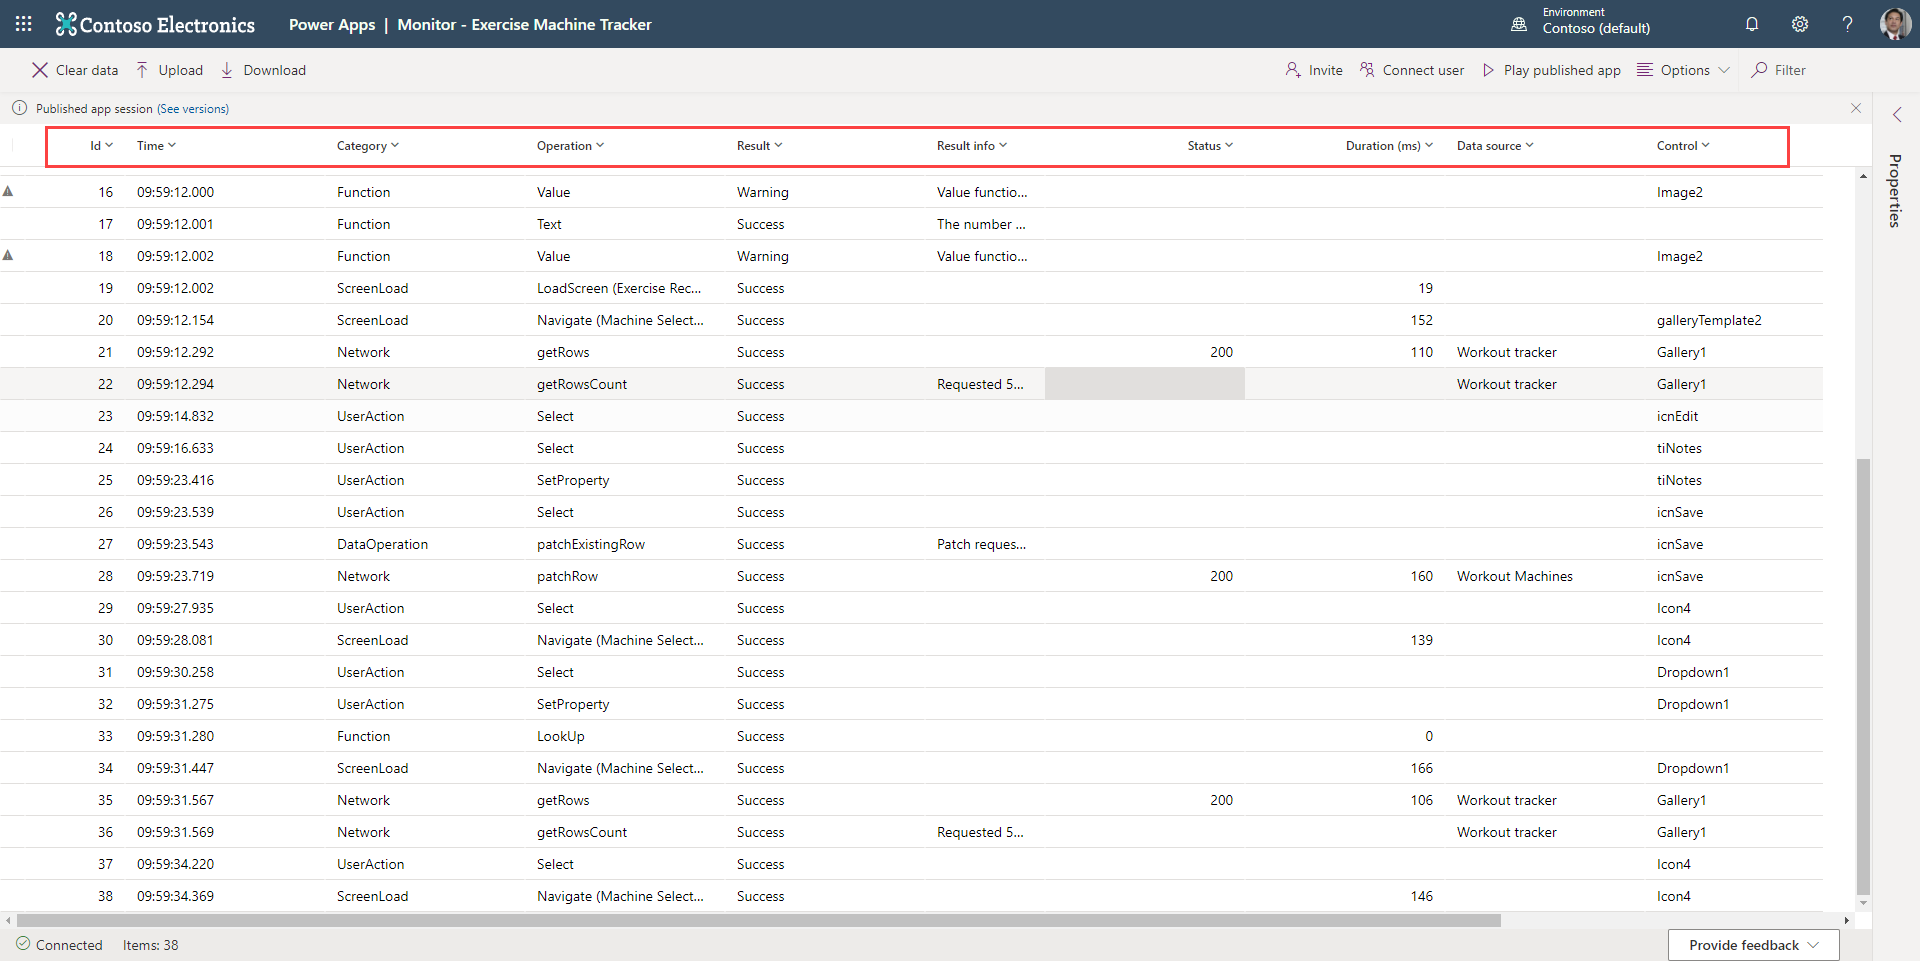 Contoso Electronics Power Apps | Monitor - Exercise Machine Tracker Environment
Contoso (default) ?
Clear data Upload Download Invite Connect user Play published app Options Filter
Published app session (See versions)
Id Time Category Operation Result Result info Status Duration (ms) Data source Control
Properties
16 09:59:12.000 Function Value Warning Value functio... Image2
17 09:59:12.001 Function Text Success The number ...
18 09:59:12.002 Function Value Warning Value functio... Image2
19 09:59:12.002 ScreenLoad LoadScreen (Exercise Rec... Success 19
20 09:59:12.154 ScreenLoad Navigate (Machine Select... Success 152 galleryTemplate2
21 09:59:12.292 Network getRows Success 200 110 Workout tracker Gallery1
22 09:59:12.294 Network getRowsCount Success Requested 5... Workout tracker Gallery1
23 09:59:14.832 UserAction Select Success icnEdit
24 09:59:16.633 UserAction Select Success tiNotes
25 09:59:23.416 UserAction SetProperty Success tiNotes
26 09:59:23.539 UserAction Select Success icnSave
27 09:59:23.543 DataOperation patchExistingRow Success Patch reques... icnSave
28 09:59:23.719 Network patchRow Success 200 160 Workout Machines icnSave
29 09:59:27.935 UserAction Select Success Icon4
30 09:59:28.081 ScreenLoad Navigate (Machine Select... Success 139 Icon4
31 09:59:30.258 UserAction Select Success Dropdown1
32 09:59:31.275 UserAction SetProperty Success Dropdown1
33 09:59:31.280 Function LookUp Success 0
34 09:59:31.447 ScreenLoad Navigate (Machine Select... Success 166 Dropdown1
35 09:59:31.567 Network getRows Success 200 106 Workout tracker Gallery1
36 09:59:31.569 Network getRowsCount Success Requested 5... Workout tracker Gallery1
37 09:59:34.220 UserAction Select Success Icon4
38 09:59:34.369 ScreenLoad Navigate (Machine Select... Success 146 Icon4
Connected Items: 38 Provide feedback